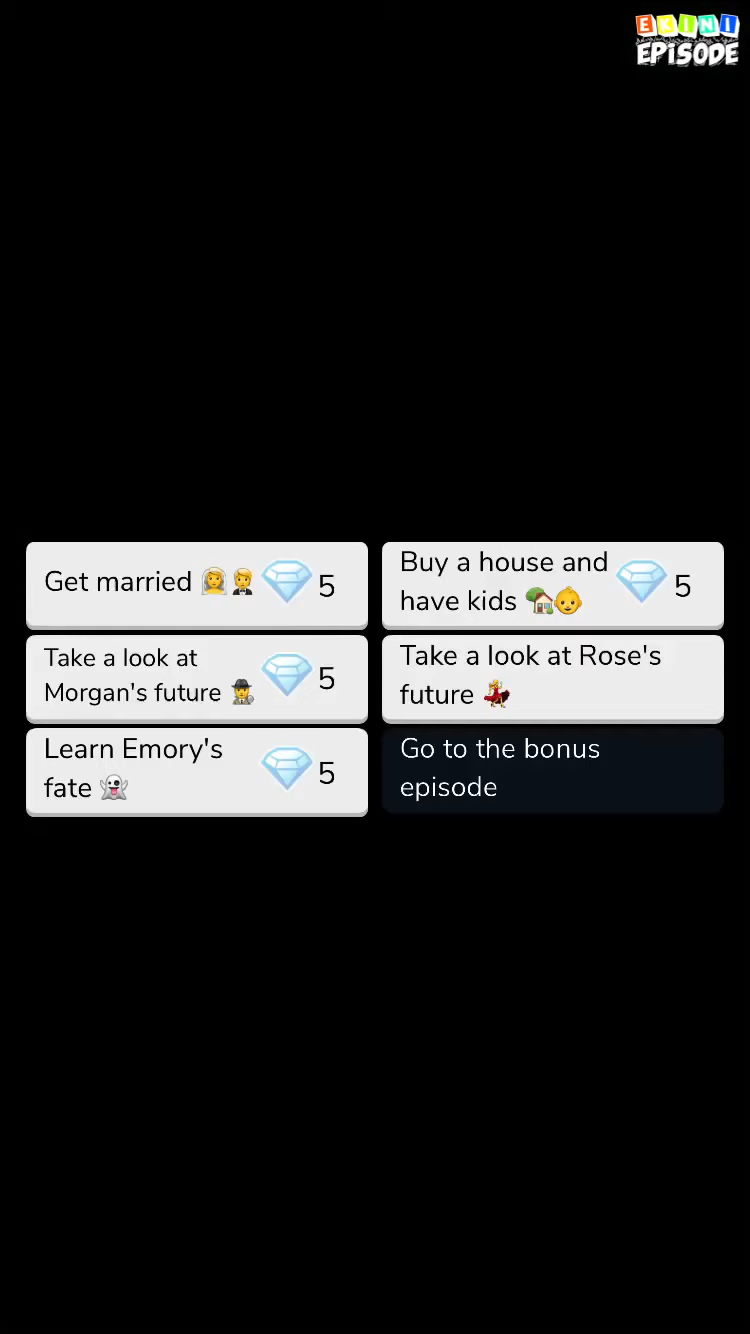 EKINI
EPISODE
Get married 5
Buy a house and
have kids 5
Take a look at
Morgan's future 5
Take a look at Rose's
future
Learn Emory's
fate 5
Go to the bonus
episode